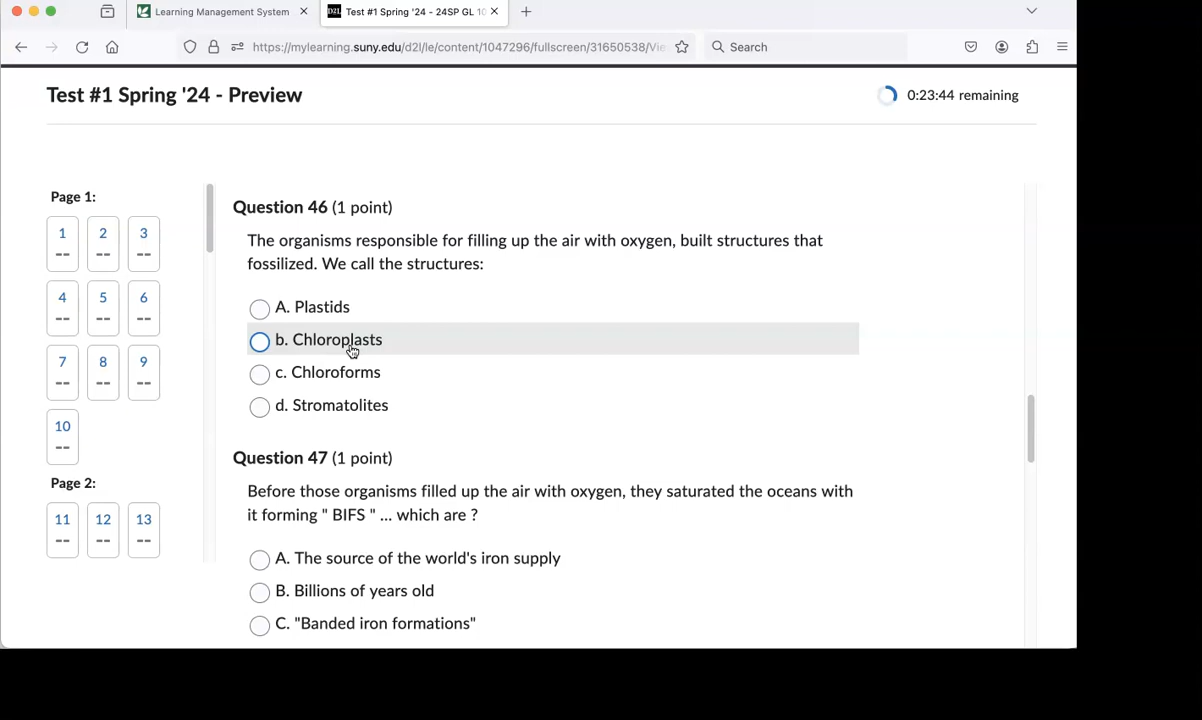 Learning Management System
Test #1 Spring '24 - 24SP GL 10
https://mylearning.suny.edu/d2l/le/content/1047296/fullscreen/31650538/Vie
Search
Test #1 Spring '24 - Preview
0:23:44 remaining
Page 1:
1 2 3
-- -- --
4 5 6
-- -- --
7 8 9
-- -- --
10
--
Page 2:
11 12 13
-- -- --
Question 46 (1 point)
The organisms responsible for filling up the air with oxygen, built structures that
fossilized. We call the structures:
A. Plastids
b. Chloroplasts
c. Chloroforms
d. Stromatolites
Question 47 (1 point)
Before those organisms filled up the air with oxygen, they saturated the oceans with
it forming " BIFS " ... which are ?
A. The source of the world's iron supply
B. Billions of years old
C. "Banded iron formations"